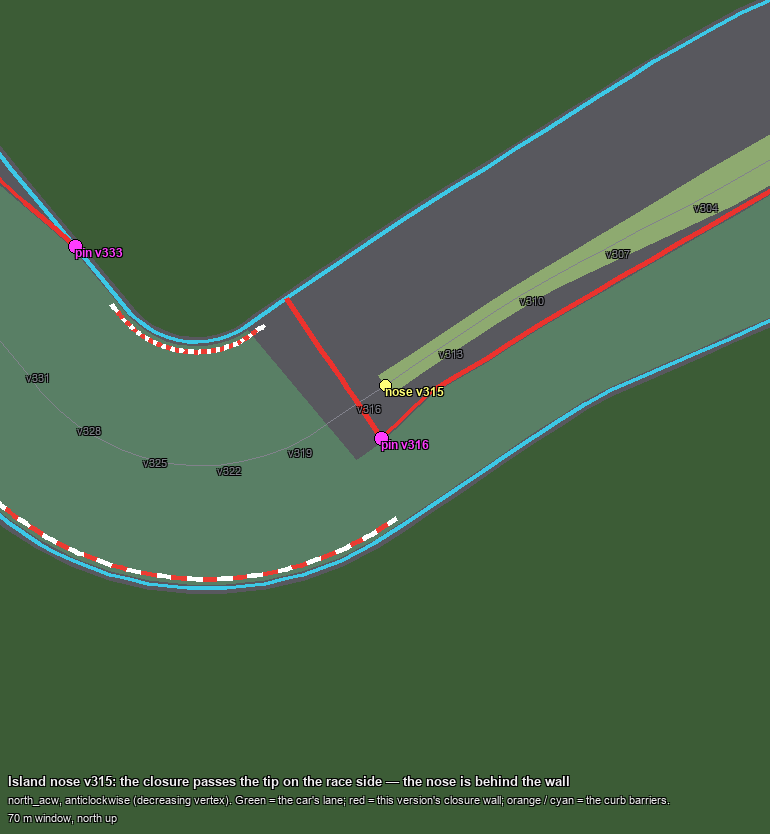 v304
pin v333
v307
v310
v313
v331
nose v315
v316
v328
pin v316
v319
v325
v322
Island nose v315: the closure passes the tip on the race side — the nose is behind the wall
north_acw, anticlockwise (decreasing vertex). Green = the car's lane; red = this version's closure wall; orange / cyan = the curb barriers.
70 m window, north up